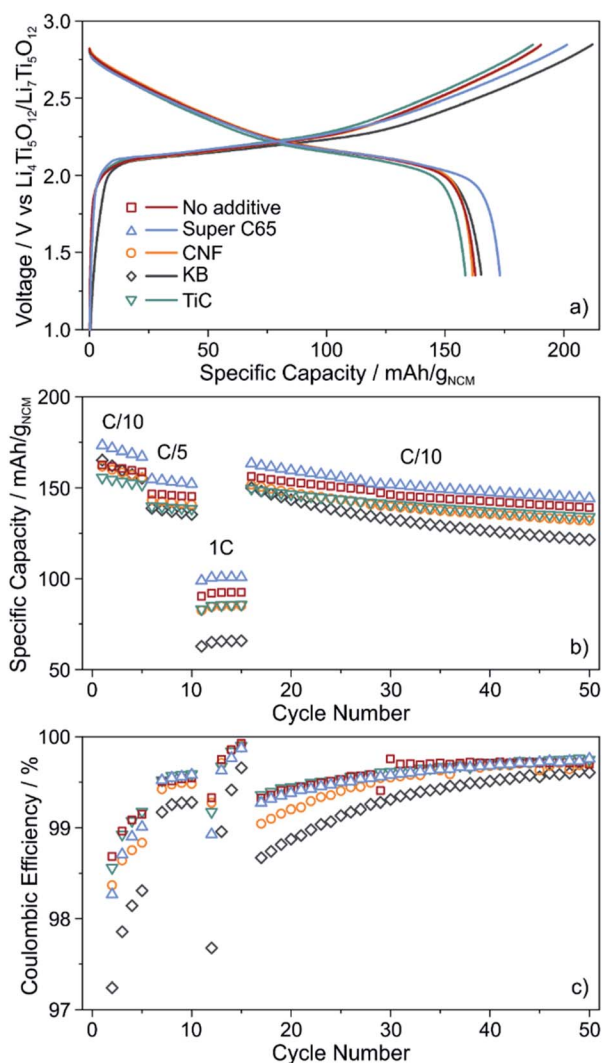 3.0
2.5
2.0
1.5
1.0
Voltage / V vs Li4Ti5O12/Li7Ti5O12
No additive
Super C65
CNF
KB
TiC
a)
0 50 100 150 200
Specific Capacity / mAh/gNCM
200
150
100
50
Specific Capacity / mAh/gNCM
C/10
C/5
C/10
1C
b)
0 10 20 30 40 50
Cycle Number
100
99
98
97
Coulombic Efficiency / %
c)
0 10 20 30 40 50
Cycle Number